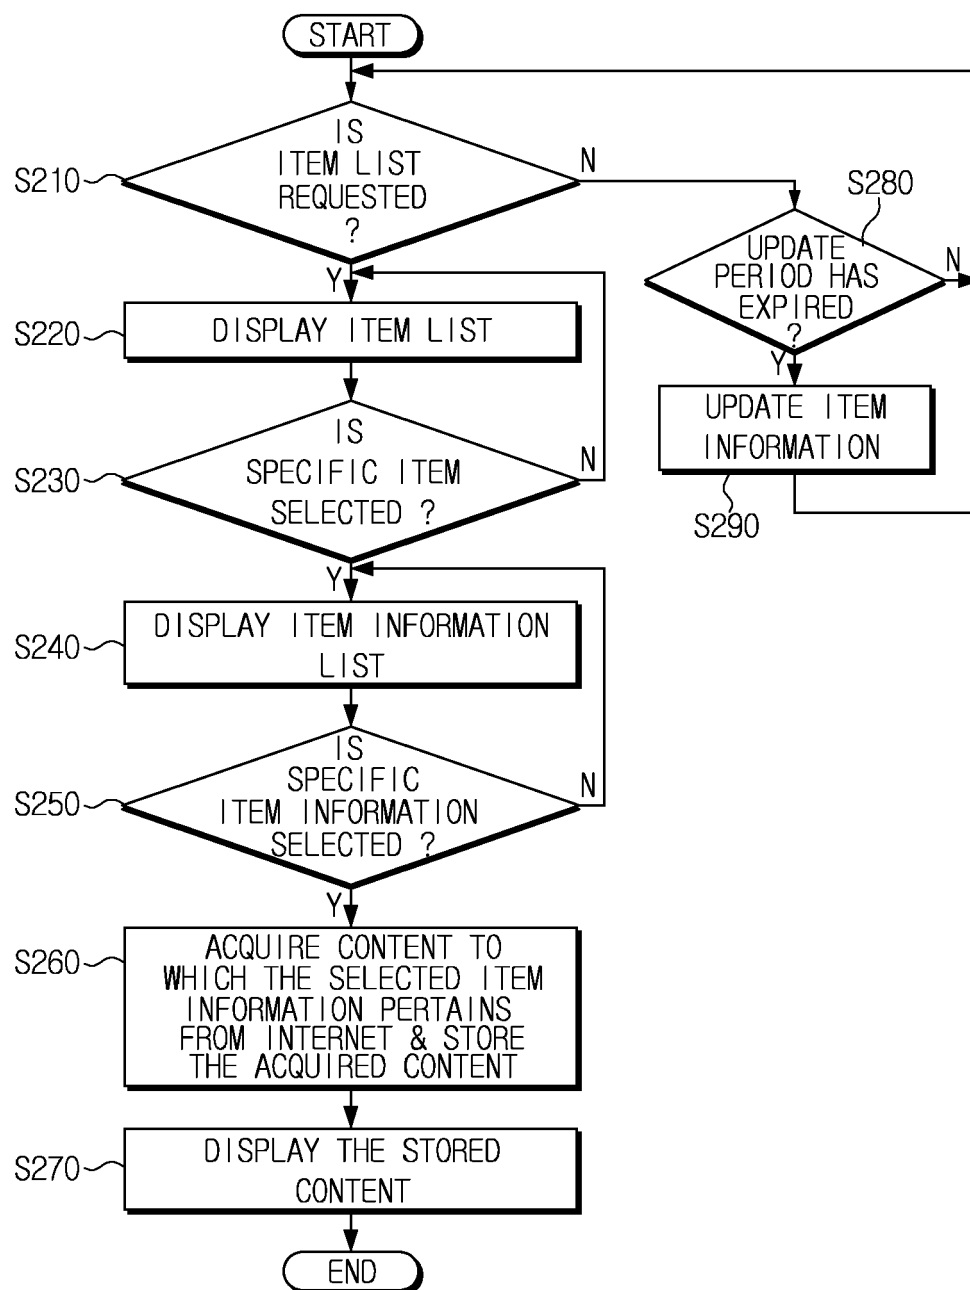 START
IS
ITEM LIST
REQUESTED
?
S210
N
S280
UPDATE
PERIOD HAS
EXPIRED
?
N
Y
Y
S220
DISPLAY ITEM LIST
UPDATE ITEM
INFORMATION
S290
IS
SPECIFIC ITEM
SELECTED ?
S230
N
Y
S240
DISPLAY ITEM INFORMATION
LIST
IS
SPECIFIC
ITEM INFORMATION
SELECTED ?
S250
N
Y
S260
ACQUIRE CONTENT TO
WHICH THE SELECTED ITEM
INFORMATION PERTAINS
FROM INTERNET & STORE
THE ACQUIRED CONTENT
S270
DISPLAY THE STORED
CONTENT
END